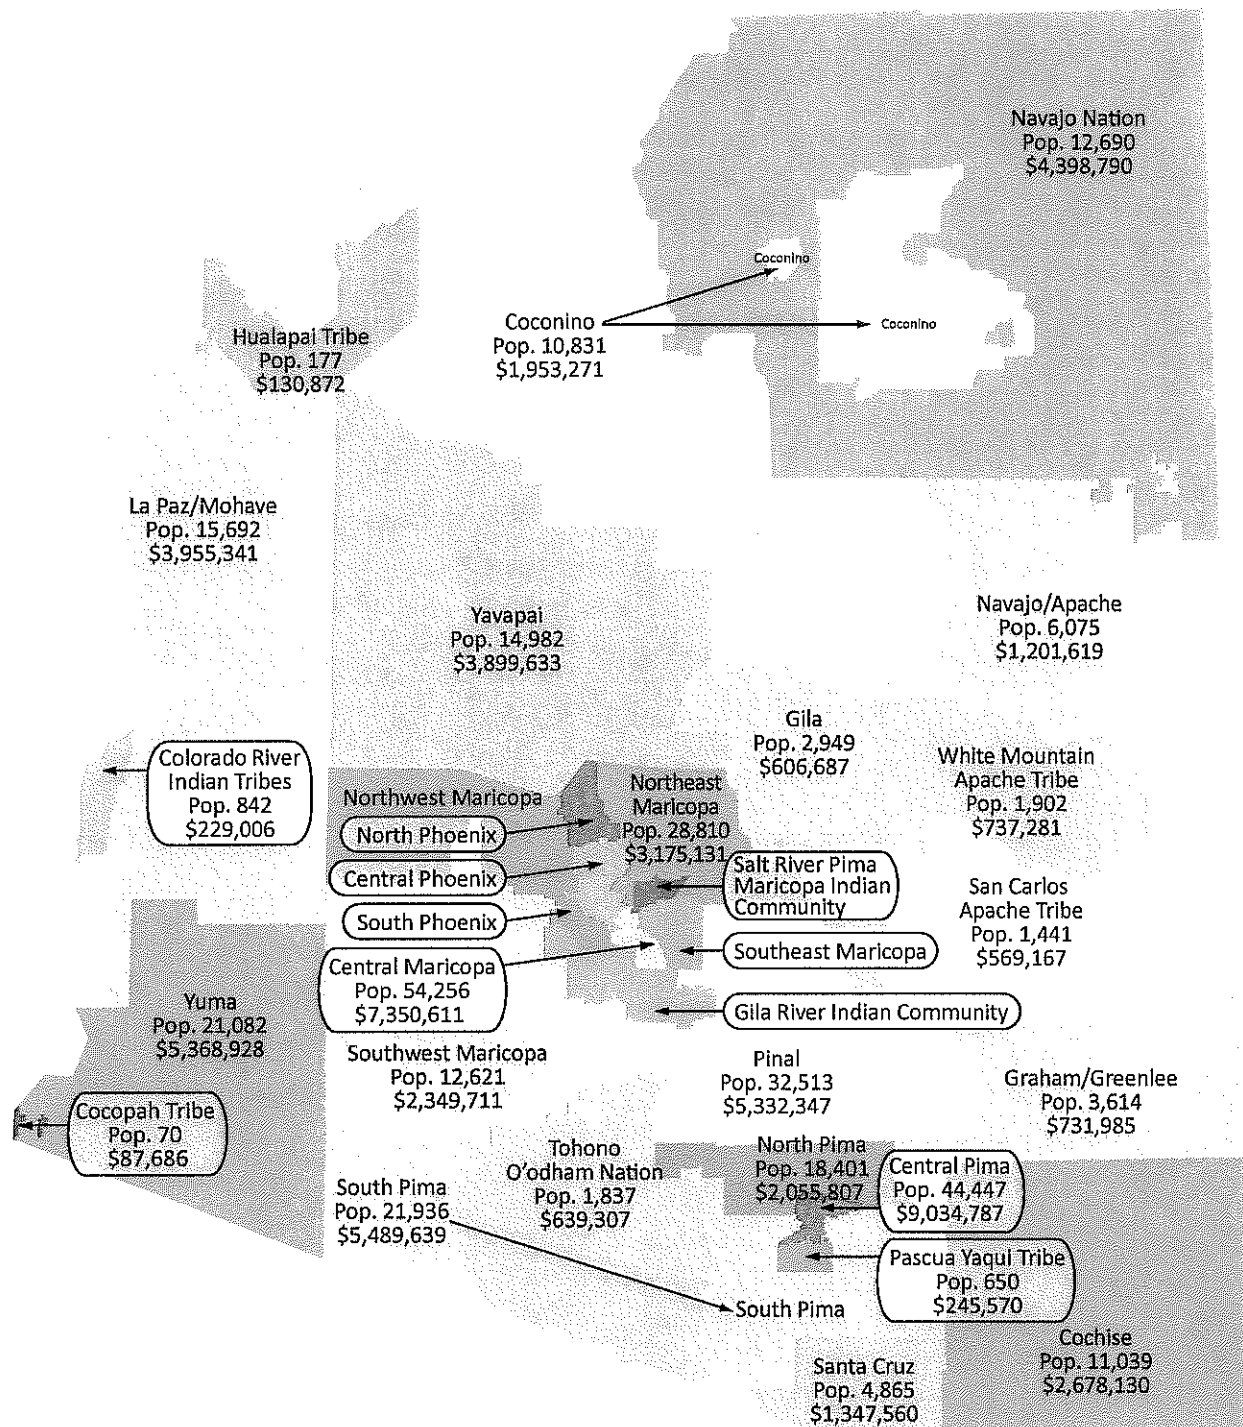 Navajo Nation
Pop. 12,690
$4,398,790
Coconino
Coconino
Coconino
Pop. 10,831
$1,953,271
Hualapai Tribe
Pop. 177
$130,872
La Paz/Mohave
Pop. 15,692
$3,955,341
Yavapai
Pop. 14,982
$3,899,633
Navajo/Apache
Pop. 6,075
$1,201,619
Gila
Pop. 2,949
$606,687
Colorado River
Indian Tribes
Pop. 842
$229,006
Northwest Maricopa
North Phoenix
Central Phoenix
South Phoenix
Northeast
Maricopa
Pop. 28,810
$3,175,131
White Mountain
Apache Tribe
Pop. 1,902
$737,281
Salt River Pima
Maricopa Indian
Community
San Carlos
Apache Tribe
Pop. 1,441
$569,167
Central Maricopa
Pop. 54,256
$7,350,611
Southeast Maricopa
Gila River Indian Community
Yuma
Pop. 21,082
$5,368,928
Southwest Maricopa
Pop. 12,621
$2,349,711
Pinal
Pop. 32,513
$5,332,347
Graham/Greenlee
Pop. 3,614
$731,985
Cocopah Tribe
Pop. 70
$87,686
Tohono
O'odham Nation
Pop. 1,837
$639,307
North Pima
Pop. 18,401
$2,055,807
Central Pima
Pop. 44,447
$9,034,787
South Pima
Pop. 21,936
$5,489,639
Pascua Yaqui Tribe
Pop. 650
$245,570
South Pima
Cochise
Pop. 11,039
$2,678,130
Santa Cruz
Pop. 4,865
$1,347,560